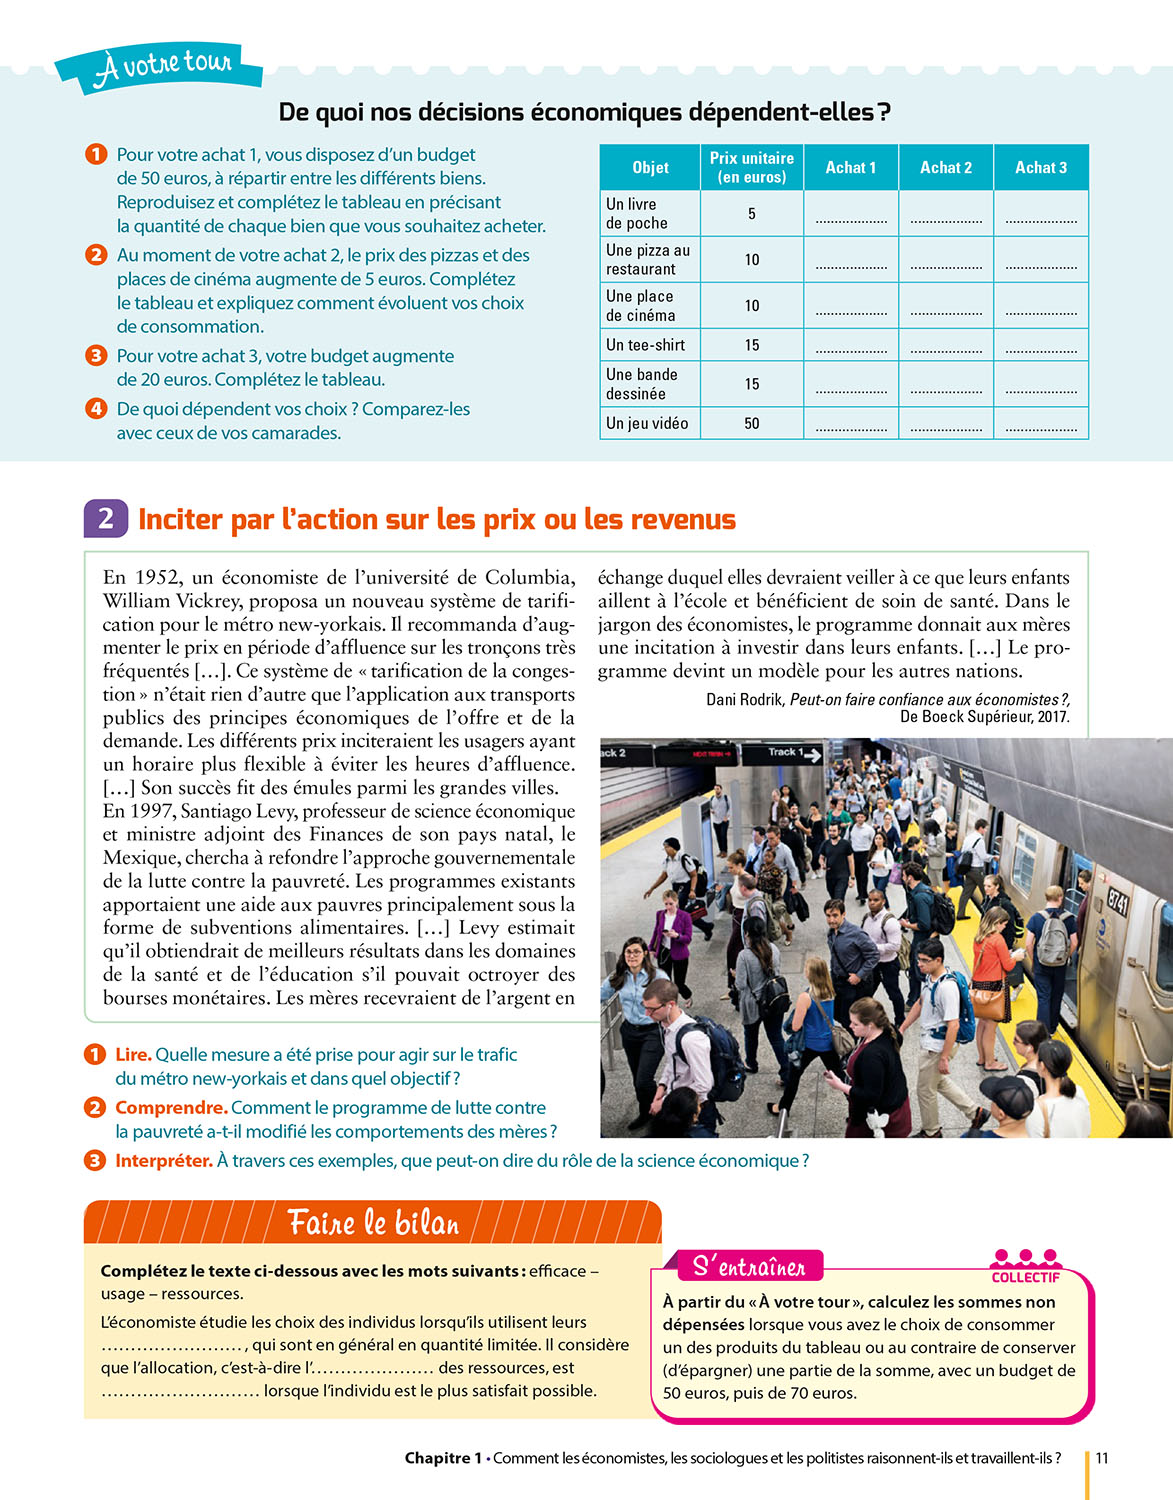 À votre tour
De quoi nos décisions économiques dépendent-elles ?
1 Pour votre achat 1, vous disposez d'un budget
de 50 euros, à répartir entre les différents biens.
Reproduisez et complétez le tableau en précisant
la quantité de chaque bien que vous souhaitez acheter.
2 Au moment de votre achat 2, le prix des pizzas et des
places de cinéma augmente de 5 euros. Complétez
le tableau et expliquez comment évoluent vos choix
de consommation.
3 Pour votre achat 3, votre budget augmente
de 20 euros. Complétez le tableau.
4 De quoi dépendent vos choix ? Comparez-les
avec ceux de vos camarades.
Objet Prix unitaire (en euros) Achat 1 Achat 2 Achat 3
Un livre
de poche 5 ................... ................... ...................
Une pizza au
restaurant 10 ................... ................... ...................
Une place
de cinéma 10 ................... ................... ...................
Un tee-shirt 15 ................... ................... ...................
Une bande
dessinée 15 ................... ................... ...................
Un jeu vidéo 50 ................... ................... ...................
2 Inciter par l'action sur les prix ou les revenus
En 1952, un économiste de l'université de Columbia,
William Vickrey, proposa un nouveau système de tarifi-
cation pour le métro new-yorkais. Il recommanda d'aug-
menter le prix en période d'affluence sur les tronçons très
fréquentés […]. Ce système de « tarification de la conges-
tion » n'était rien d'autre que l'application aux transports
publics des principes économiques de l'offre et de la
demande. Les différents prix inciteraient les usagers ayant
un horaire plus flexible à éviter les heures d'affluence.
[…] Son succès fit des émules parmi les grandes villes.
En 1997, Santiago Levy, professeur de science économique
et ministre adjoint des Finances de son pays natal, le
Mexique, chercha à refondre l'approche gouvernementale
de la lutte contre la pauvreté. Les programmes existants
apportaient une aide aux pauvres principalement sous la
forme de subventions alimentaires. […] Levy estimait
qu'il obtiendrait de meilleurs résultats dans les domaines
de la santé et de l'éducation s'il pouvait octroyer des
bourses monétaires. Les mères recevraient de l'argent en
échange duquel elles devraient veiller à ce que leurs enfants
aillent à l'école et bénéficient de soin de santé. Dans le
jargon des économistes, le programme donnait aux mères
une incitation à investir dans leurs enfants. […] Le pro-
gramme devint un modèle pour les autres nations.
Dani Rodrik, Peut-on faire confiance aux économistes ?,
De Boeck Supérieur, 2017.
ack 2
NEXT TRAIN
Track 1
8741
1 Lire. Quelle mesure a été prise pour agir sur le trafic
du métro new-yorkais et dans quel objectif ?
2 Comprendre. Comment le programme de lutte contre
la pauvreté a-t-il modifié les comportements des mères ?
3 Interpréter. À travers ces exemples, que peut-on dire du rôle de la science économique ?
Faire le bilan
Complétez le texte ci-dessous avec les mots suivants : efficace –
usage – ressources.
L'économiste étudie les choix des individus lorsqu'ils utilisent leurs
........................, qui sont en général en quantité limitée. Il considère
que l'allocation, c'est-à-dire l'..................... des ressources, est
........................... lorsque l'individu est le plus satisfait possible.
S'entraîner
COLLECTIF
À partir du « À votre tour », calculez les sommes non
dépensées lorsque vous avez le choix de consommer
un des produits du tableau ou au contraire de conserver
(d'épargner) une partie de la somme, avec un budget de
50 euros, puis de 70 euros.
Chapitre 1 • Comment les économistes, les sociologues et les politistes raisonnent-ils et travaillent-ils ? 11